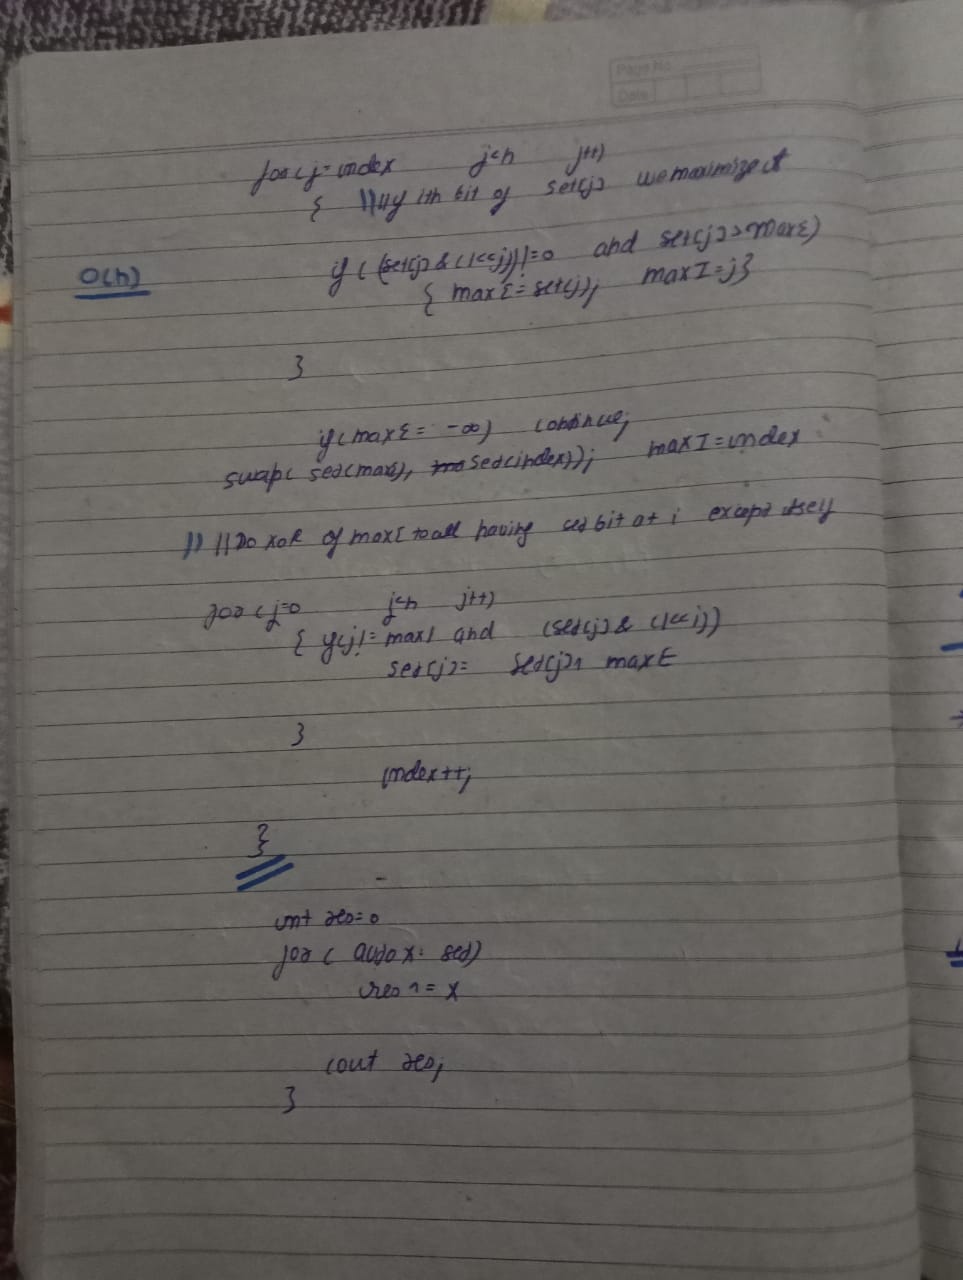 Page No.
Date
for(j=index j<n j++)
{ //if ith bit of set[j] we maximize it
O(n)
if ( (set[j] & (1<<j))!=0 and set[j]>maxE)
{ maxE=set[j]; maxI=j}
}
if(maxE= -∞) continue;
swap( set(maxI), set(index)); maxI=index
// Do XOR of maxE to all having set bit at i except itself
for(j=0 j<n j++)
{ if(j!= maxI and (set[j] & (1<<i))
set[j]= set[j]^ maxE
}
index++;
}
int res=0
for ( auto x: set)
res ^= x
cout res;
}